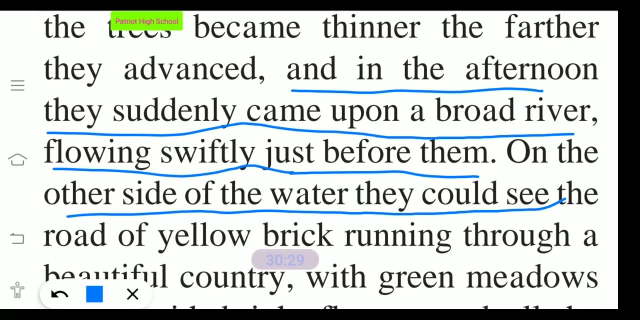 the trees became thinner the farther
Patriot High School
they advanced, and in the afternoon
they suddenly came upon a broad river,
flowing swiftly just before them. On the
other side of the water they could see the
road of yellow brick running through a
30:29
beautiful country, with green meadows